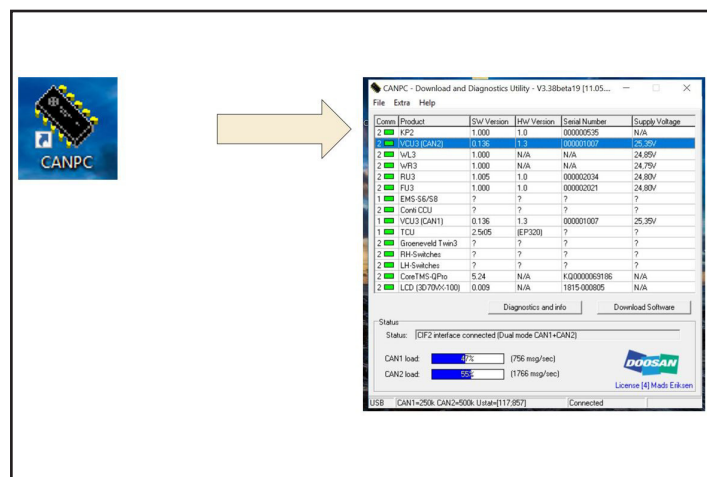 CANPC
CANPC - Download and Diagnostics Utility - V3.38beta19 [11.05....
File Extra Help
Comm Product SW Version HW Version Serial Number Supply Voltage
2 KP2 1.000 1.0 000000535 N/A
2 VCU3 (CAN2) 0.136 1.3 000001007 25,35V
2 WL3 1.000 N/A N/A 24,85V
2 WR3 1.000 N/A N/A 24,75V
2 RU3 1.005 1.0 000002034 24,80V
2 FU3 1.000 1.0 000002021 24,80V
1 EMS-S6/S8 ? ? ? ?
2 Conti CCU ? ? ? ?
1 VCU3 (CAN1) 0.136 1.3 000001007 25,35V
1 TCU 2.5r05 (EP320) ? ?
2 Groeneveld Twin3 ? ? ? ?
2 RH-Switches ? ? ? ?
2 LH-Switches ? ? ? ?
2 CoreTMS-QPro 5.24 N/A KQ0000069186 N/A
2 LCD (3D70VX-100) 0.009 N/A 1815-000805 N/A
Diagnostics and info Download Software
Status
Status: CIF2 interface connected (Dual mode CAN1+CAN2)
CAN1 load: 47% (756 msg/sec)
CAN2 load: 55% (1766 msg/sec)
DOOSAN
License [4] Mads Eriksen
USB CAN1=250k CAN2=500k Ustat=[117;857] Connected